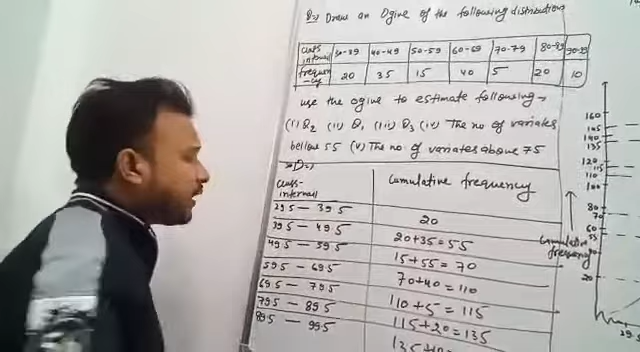 Q=> Draw an Ogive of the following distribution
class interval 30-39 40-49 50-59 60-69 70-79 80-89 90-99
frequen-cy 20 35 15 40 5 20 10
use the ogive to estimate following→
(i) Q2 (ii) Q1 (iii) Q3 (iv) The no of variates
bellow 55 (v) The no of variates above 75
class-interval Cumulative frequency
29.5 — 39.5 20
39.5 — 49.5 20+35=55
49.5 — 59.5 15+55=70
59.5 — 69.5 70+40=110
69.5 — 79.5 110+5=115
79.5 — 89.5 115+20=135
89.5 — 99.5
160
145
140
135
120
115
110
100
80
70
60
55
20
Cumulative frequency
29.5